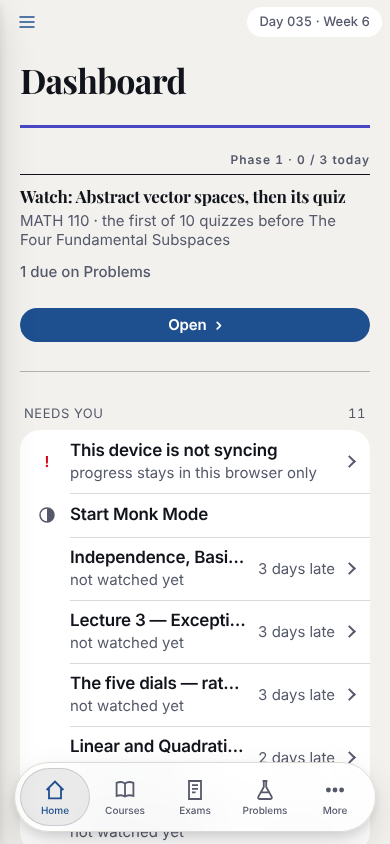 Day 035 · Week 6
Dashboard
Phase 1 · 0 / 3 today
Watch: Abstract vector spaces, then its quiz
MATH 110 · the first of 10 quizzes before The
Four Fundamental Subspaces
1 due on Problems
Open ›
NEEDS YOU 11
! This device is not syncing
progress stays in this browser only
Start Monk Mode
Independence, Basi...
not watched yet
3 days late
Lecture 3 — Excepti...
not watched yet
3 days late
The five dials — rat...
not watched yet
3 days late
Linear and Quadrati...
2 days late
not watched yet
Home Courses Exams Problems More